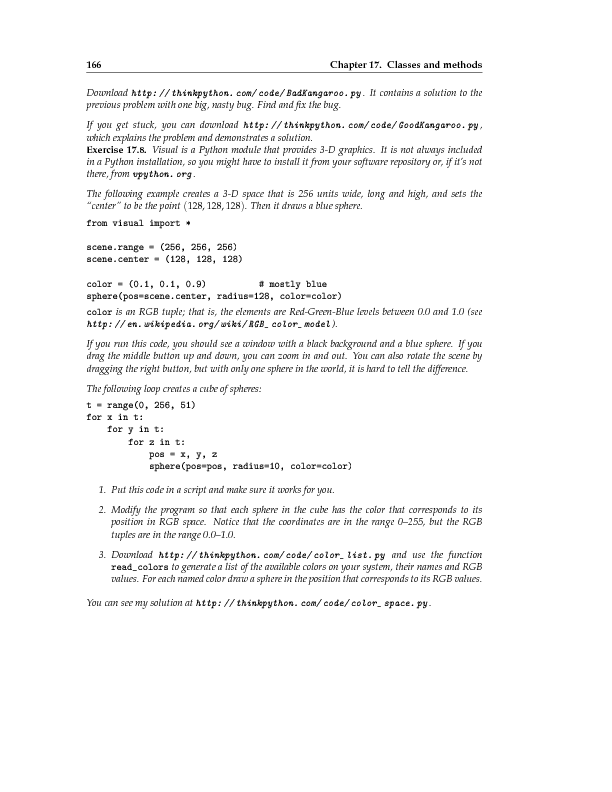 166 Chapter 17. Classes and methods
Download http://thinkpython.com/code/BadKangaroo.py. It contains a solution to the
previous problem with one big, nasty bug. Find and fix the bug.
If you get stuck, you can download http://thinkpython.com/code/GoodKangaroo.py,
which explains the problem and demonstrates a solution.
Exercise 17.8. Visual is a Python module that provides 3-D graphics. It is not always included
in a Python installation, so you might have to install it from your software repository or, if it's not
there, from vpython.org.
The following example creates a 3-D space that is 256 units wide, long and high, and sets the
“center” to be the point (128, 128, 128). Then it draws a blue sphere.
from visual import *
scene.range = (256, 256, 256)
scene.center = (128, 128, 128)
color = (0.1, 0.1, 0.9) # mostly blue
sphere(pos=scene.center, radius=128, color=color)
color is an RGB tuple; that is, the elements are Red-Green-Blue levels between 0.0 and 1.0 (see
http://en.wikipedia.org/wiki/RGB_color_model).
If you run this code, you should see a window with a black background and a blue sphere. If you
drag the middle button up and down, you can zoom in and out. You can also rotate the scene by
dragging the right button, but with only one sphere in the world, it is hard to tell the difference.
The following loop creates a cube of spheres:
t = range(0, 256, 51)
for x in t:
    for y in t:
        for z in t:
            pos = x, y, z
            sphere(pos=pos, radius=10, color=color)
1. Put this code in a script and make sure it works for you.
2. Modify the program so that each sphere in the cube has the color that corresponds to its
position in RGB space. Notice that the coordinates are in the range 0–255, but the RGB
tuples are in the range 0.0–1.0.
3. Download http://thinkpython.com/code/color_list.py and use the function
read_colors to generate a list of the available colors on your system, their names and RGB
values. For each named color draw a sphere in the position that corresponds to its RGB values.
You can see my solution at http://thinkpython.com/code/color_space.py.